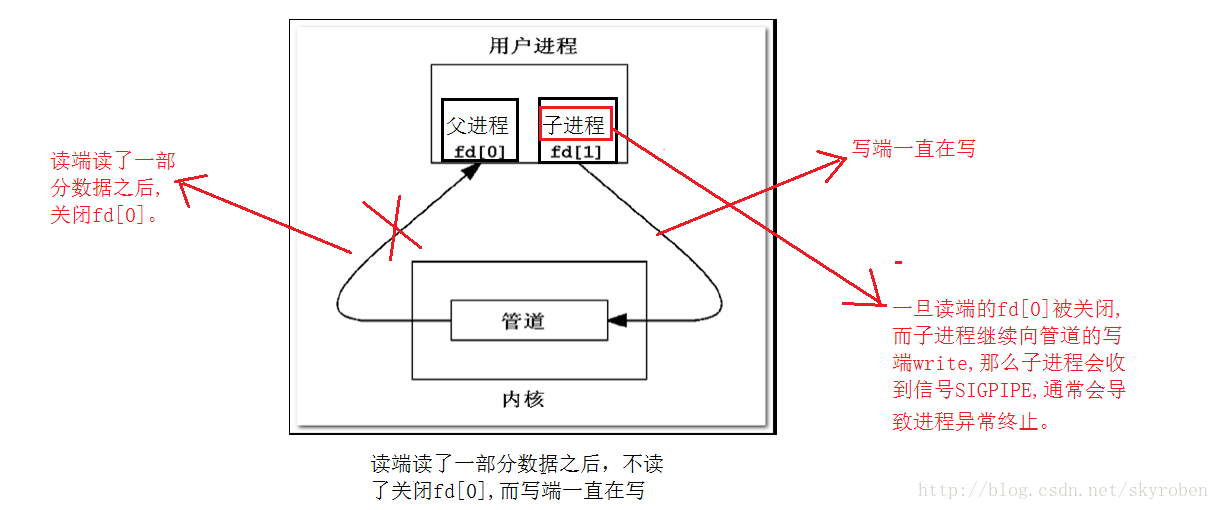 用户进程
父进程
fd[0]
子进程
fd[1]
读端读了一部
分数据之后,
关闭fd[0]。
写端一直在写
管道
内核
一旦读端的fd[0]被关闭,
而子进程继续向管道的写
端write,那么子进程会收
到信号SIGPIPE,通常会导
致进程异常终止。
读端读了一部分数据之后，不读
了关闭fd[0],而写端一直在写
http://blog.csdn.net/skyroben